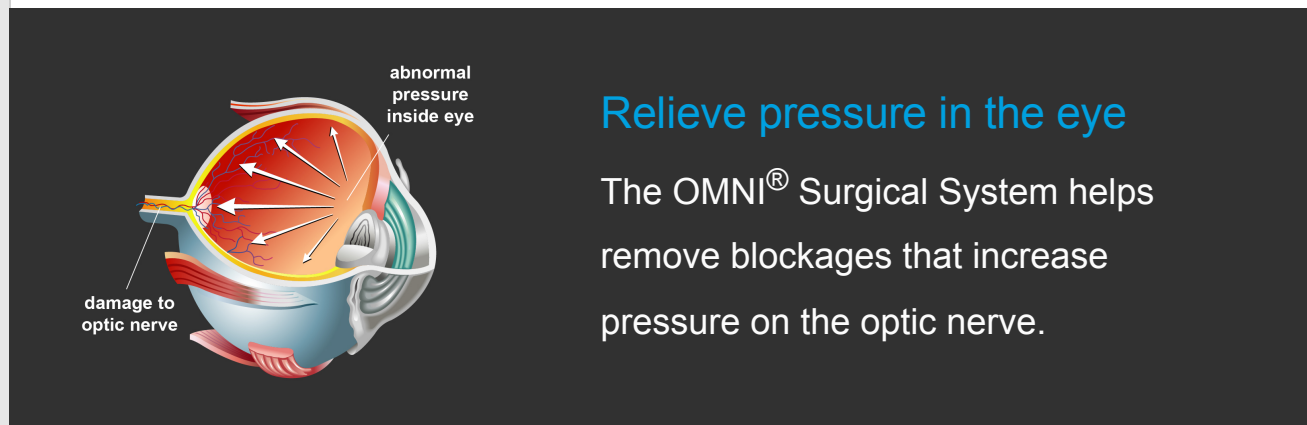 abnormal
pressure
inside eye
damage to
optic nerve
Relieve pressure in the eye
The OMNI® Surgical System helps
remove blockages that increase
pressure on the optic nerve.